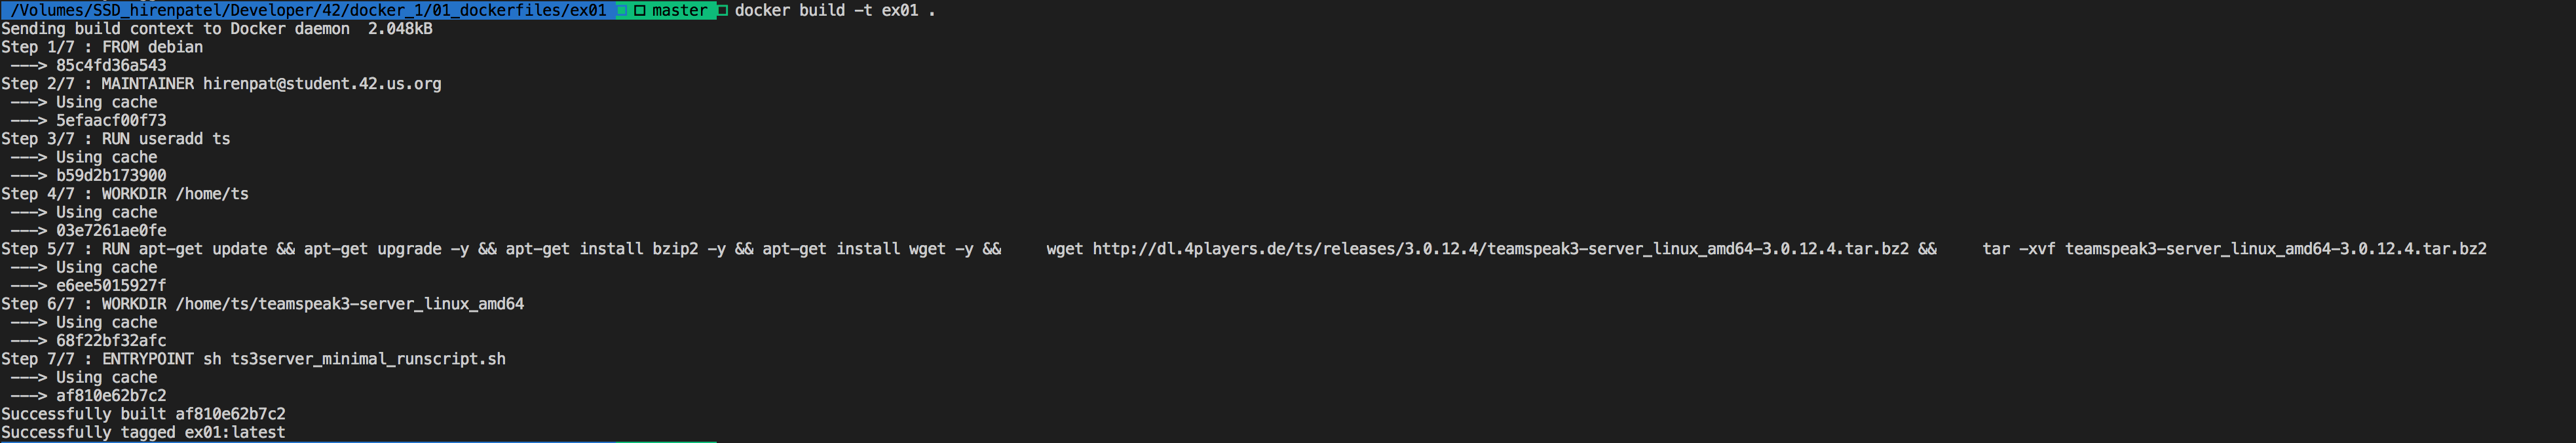 /Volumes/SSD_hirenpatel/Developer/42/docker_1/01_dockerfiles/ex01 master docker build -t ex01 .
Sending build context to Docker daemon  2.048kB
Step 1/7 : FROM debian
 ---> 85c4fd36a543
Step 2/7 : MAINTAINER hirenpat@student.42.us.org
 ---> Using cache
 ---> 5efaacf00f73
Step 3/7 : RUN useradd ts
 ---> Using cache
 ---> b59d2b173900
Step 4/7 : WORKDIR /home/ts
 ---> Using cache
 ---> 03e7261ae0fe
Step 5/7 : RUN apt-get update && apt-get upgrade -y && apt-get install bzip2 -y && apt-get install wget -y &&     wget http://dl.4players.de/ts/releases/3.0.12.4/teamspeak3-server_linux_amd64-3.0.12.4.tar.bz2 &&     tar -xvf teamspeak3-server_linux_amd64-3.0.12.4.tar.bz2
 ---> Using cache
 ---> e6ee5015927f
Step 6/7 : WORKDIR /home/ts/teamspeak3-server_linux_amd64
 ---> Using cache
 ---> 68f22bf32afc
Step 7/7 : ENTRYPOINT sh ts3server_minimal_runscript.sh
 ---> Using cache
 ---> af810e62b7c2
Successfully built af810e62b7c2
Successfully tagged ex01:latest